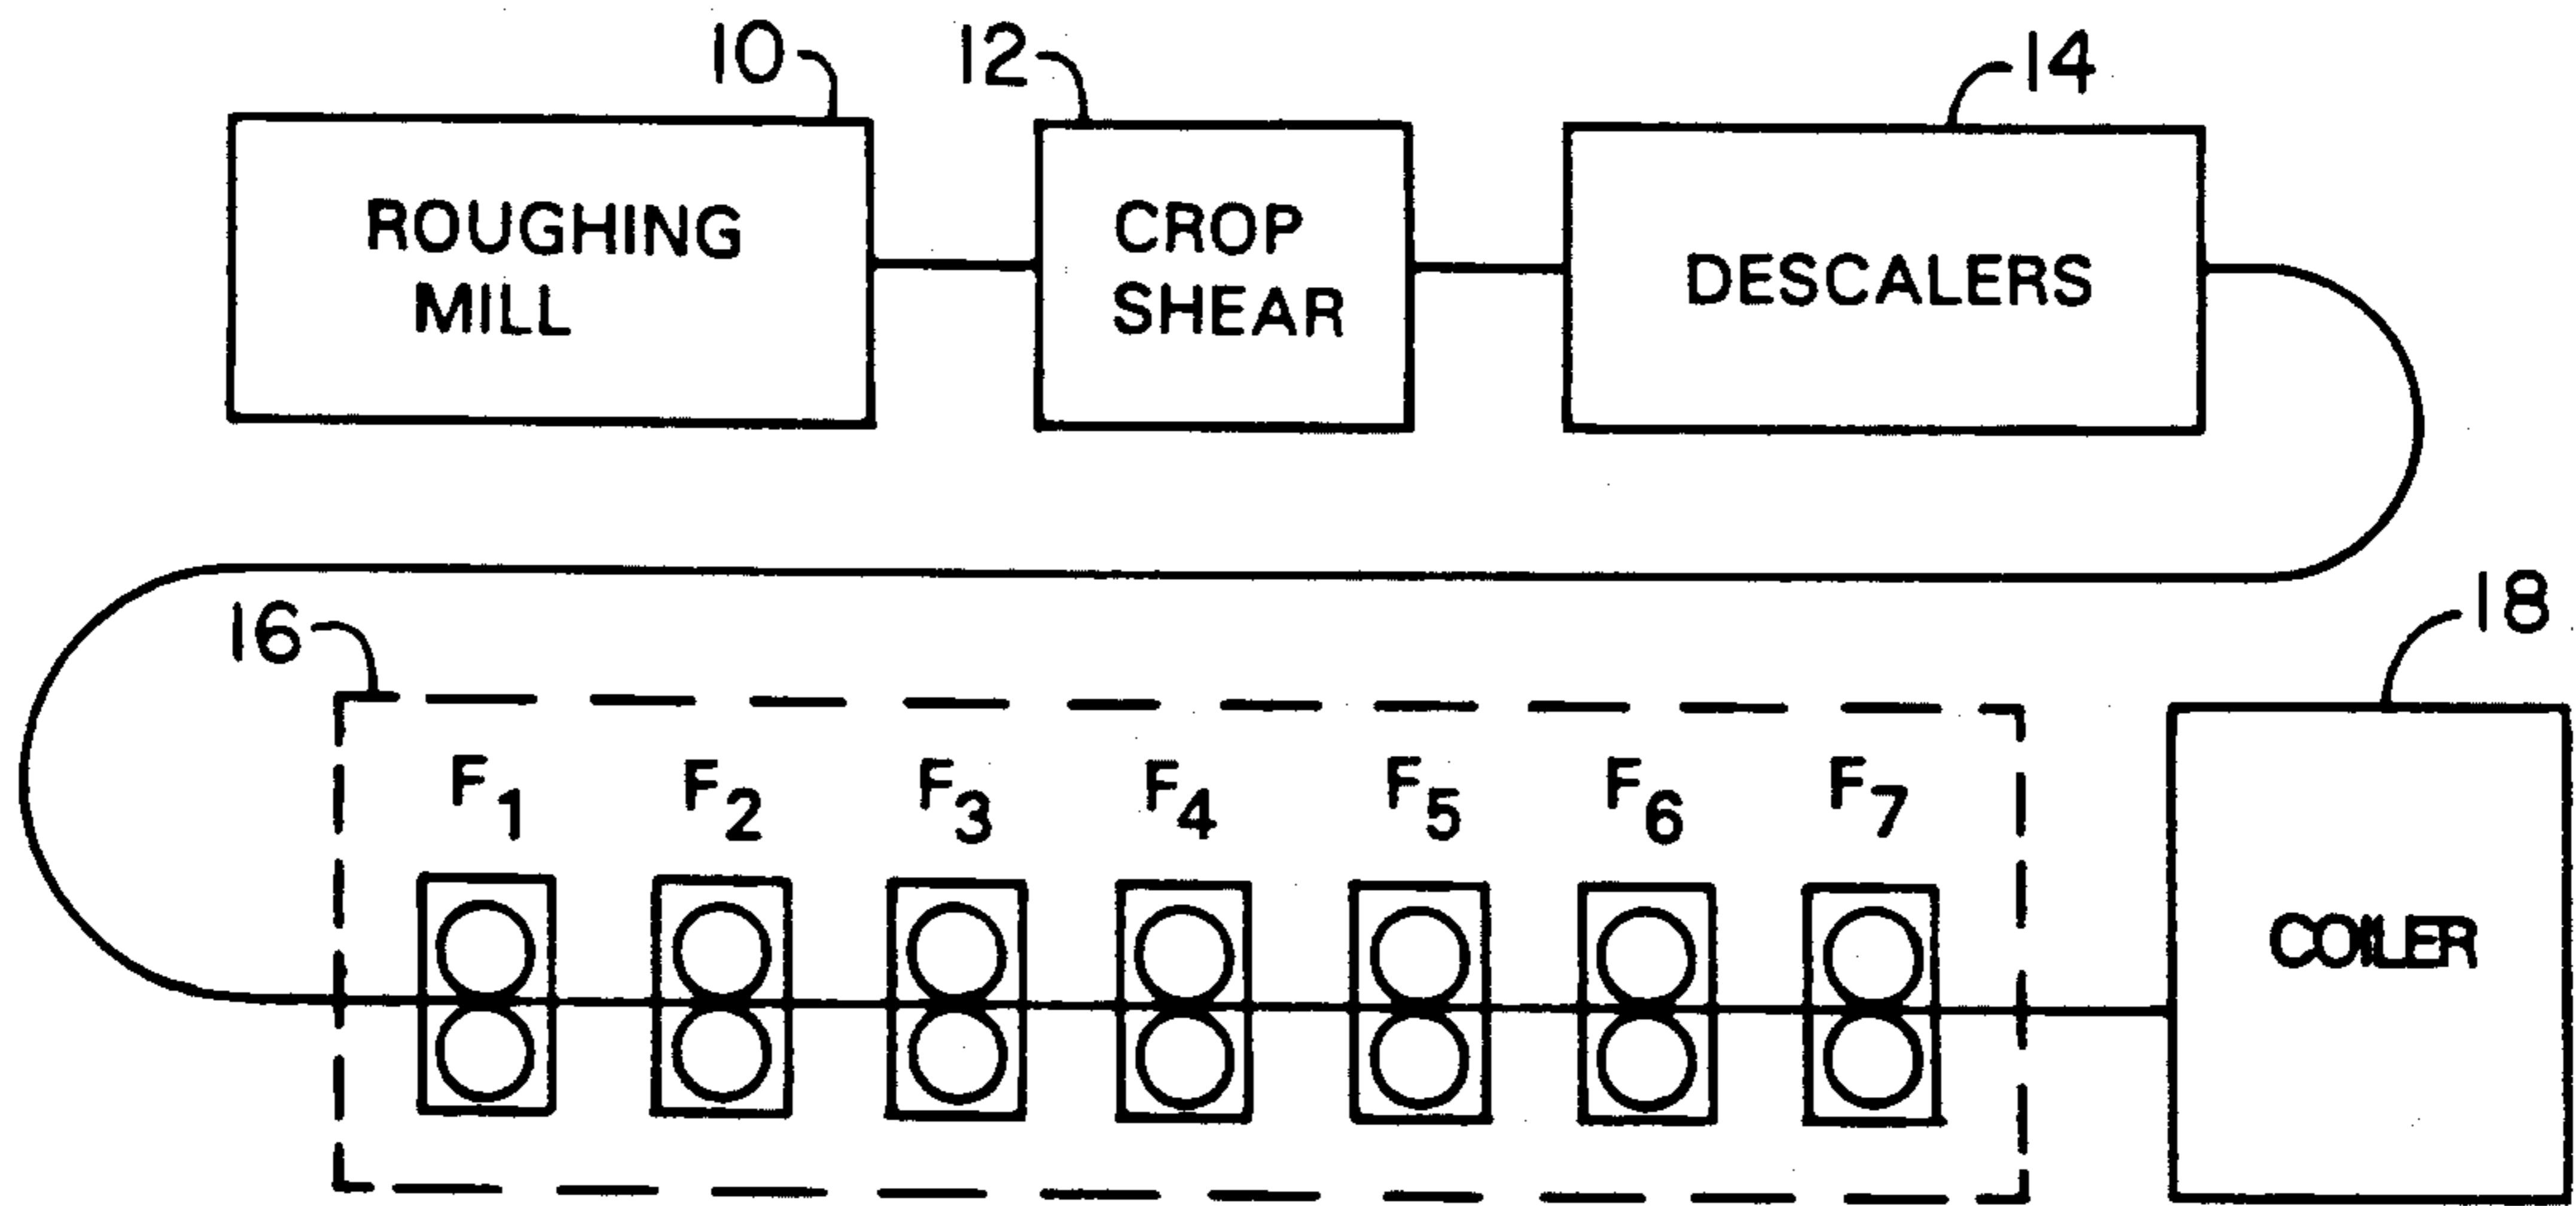 10
12
14
ROUGHING
MILL
CROP
SHEAR
DESCALERS
16
18
F1
F2
F3
F4
F5
F6
F7
COILER